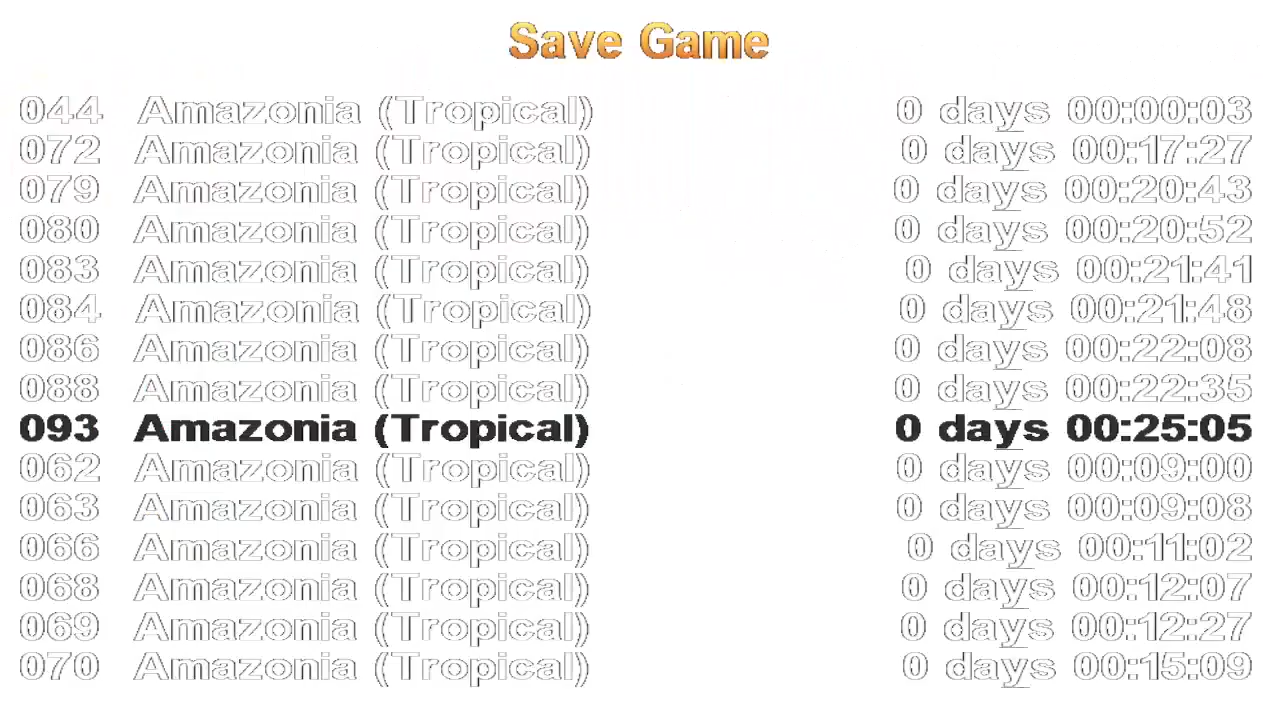 Save Game
044 Amazonia (Tropical) 0 days 00:00:03
072 Amazonia (Tropical) 0 days 00:17:27
079 Amazonia (Tropical) 0 days 00:20:43
080 Amazonia (Tropical) 0 days 00:20:52
083 Amazonia (Tropical) 0 days 00:21:41
084 Amazonia (Tropical) 0 days 00:21:48
086 Amazonia (Tropical) 0 days 00:22:08
088 Amazonia (Tropical) 0 days 00:22:35
093 Amazonia (Tropical) 0 days 00:25:05
062 Amazonia (Tropical) 0 days 00:09:00
063 Amazonia (Tropical) 0 days 00:09:08
066 Amazonia (Tropical) 0 days 00:11:02
068 Amazonia (Tropical) 0 days 00:12:07
069 Amazonia (Tropical) 0 days 00:12:27
070 Amazonia (Tropical) 0 days 00:15:09